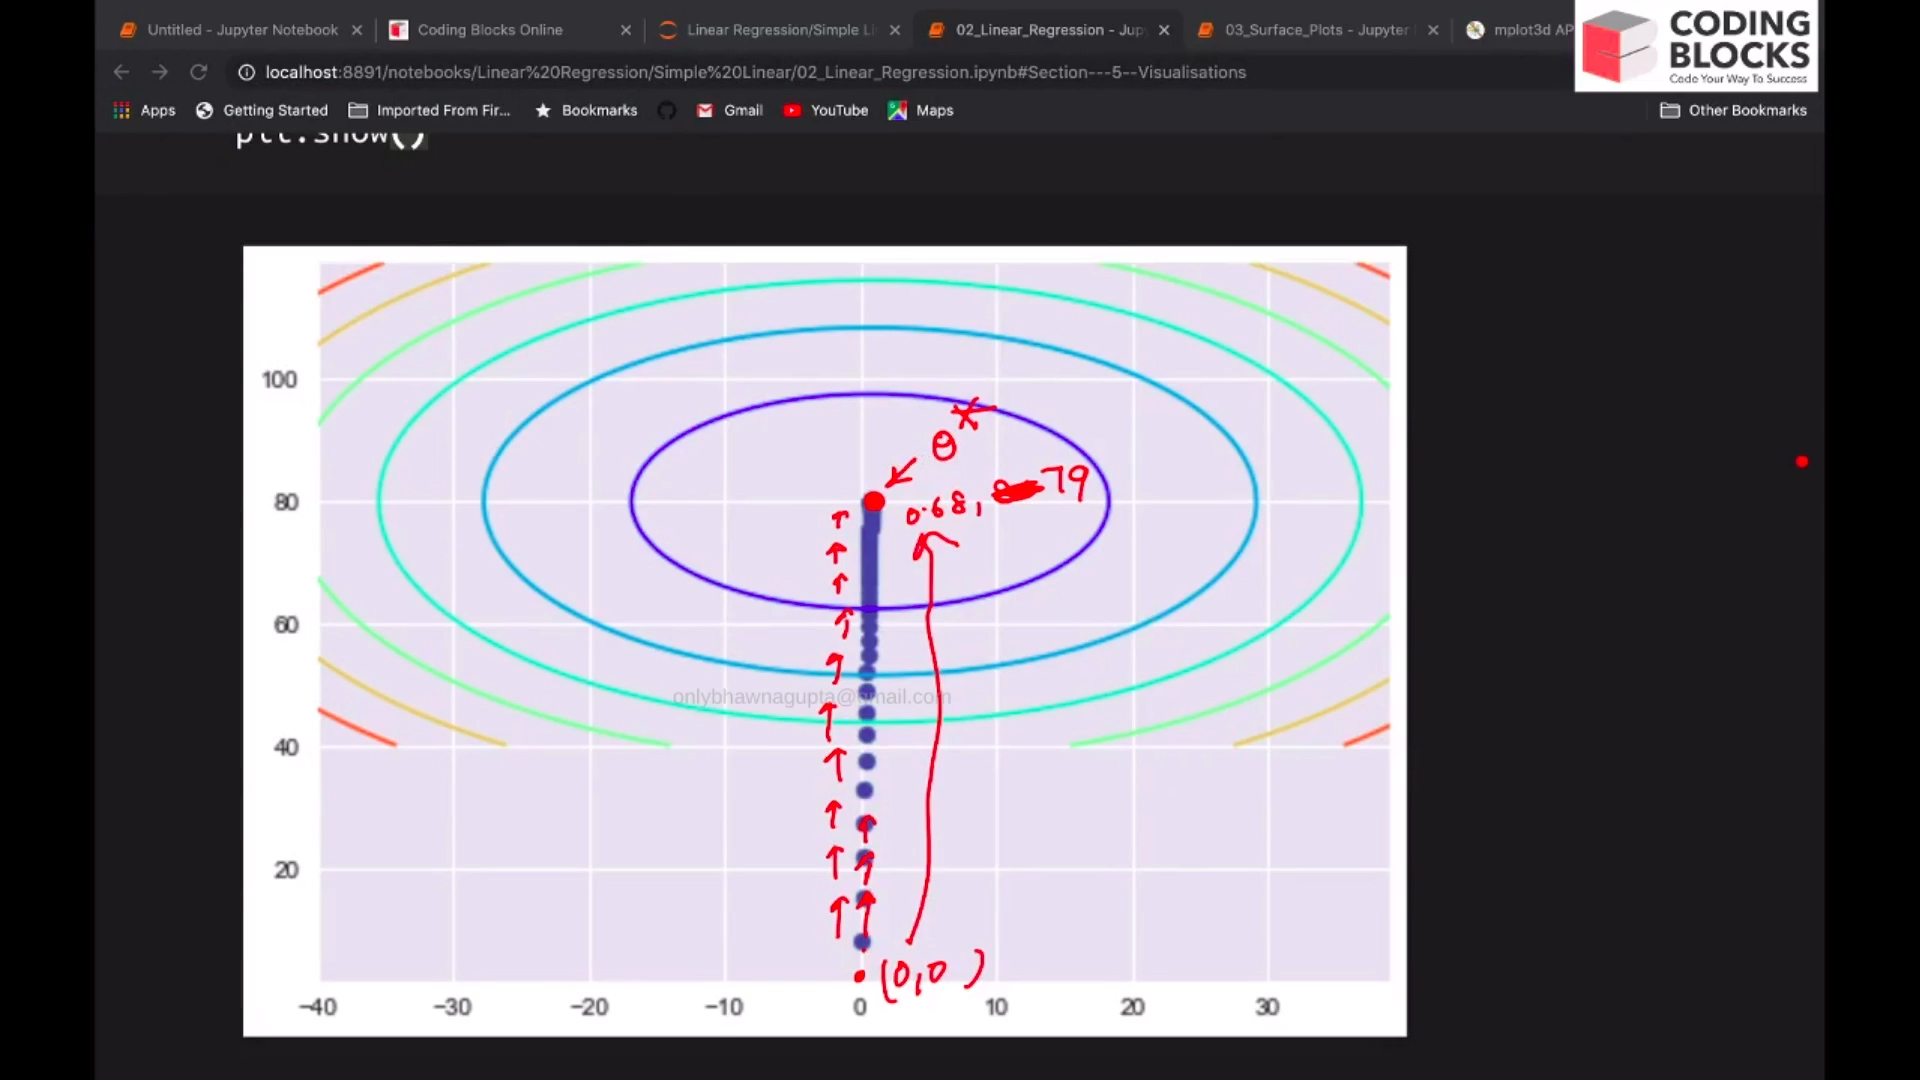 Untitled - Jupyter Notebook
Coding Blocks Online
Linear Regression/Simple Li
02_Linear_Regression - Jup
03_Surface_Plots - Jupyter
mplot3d AP
CODING
BLOCKS
Code Your Way To Success
localhost:8891/notebooks/Linear%20Regression/Simple%20Linear/02_Linear_Regression.ipynb#Section---5--Visualisations
Apps
Getting Started
Imported From Fir...
Bookmarks
Gmail
YouTube
Maps
Other Bookmarks
plt.show()
100
80
60
40
20
θ*
0.68, 79
onlybhawnagupta@gmail.com
(0,0)
−40 −30 −20 −10 0 10 20 30